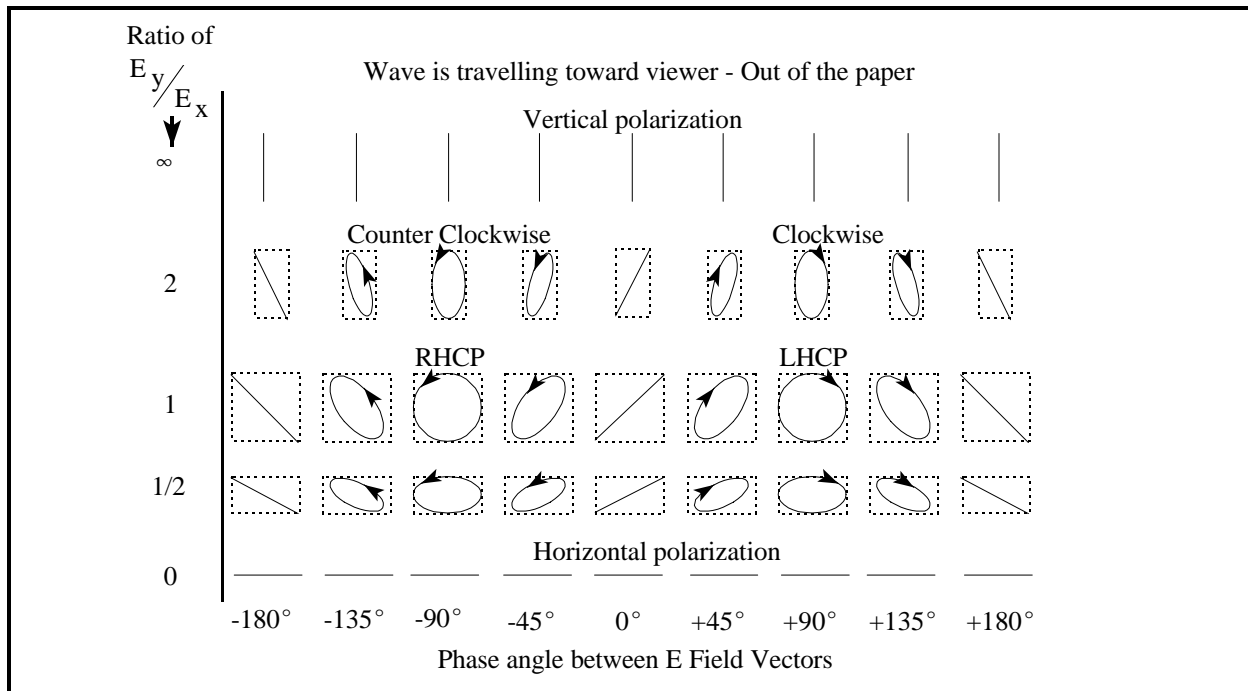 Ratio of
E y/E x
Wave is travelling toward viewer - Out of the paper
Vertical polarization
∞
Counter Clockwise Clockwise
2
RHCP LHCP
1
1/2
Horizontal polarization
0
-180° -135° -90° -45° 0° +45° +90° +135° +180°
Phase angle between E Field Vectors